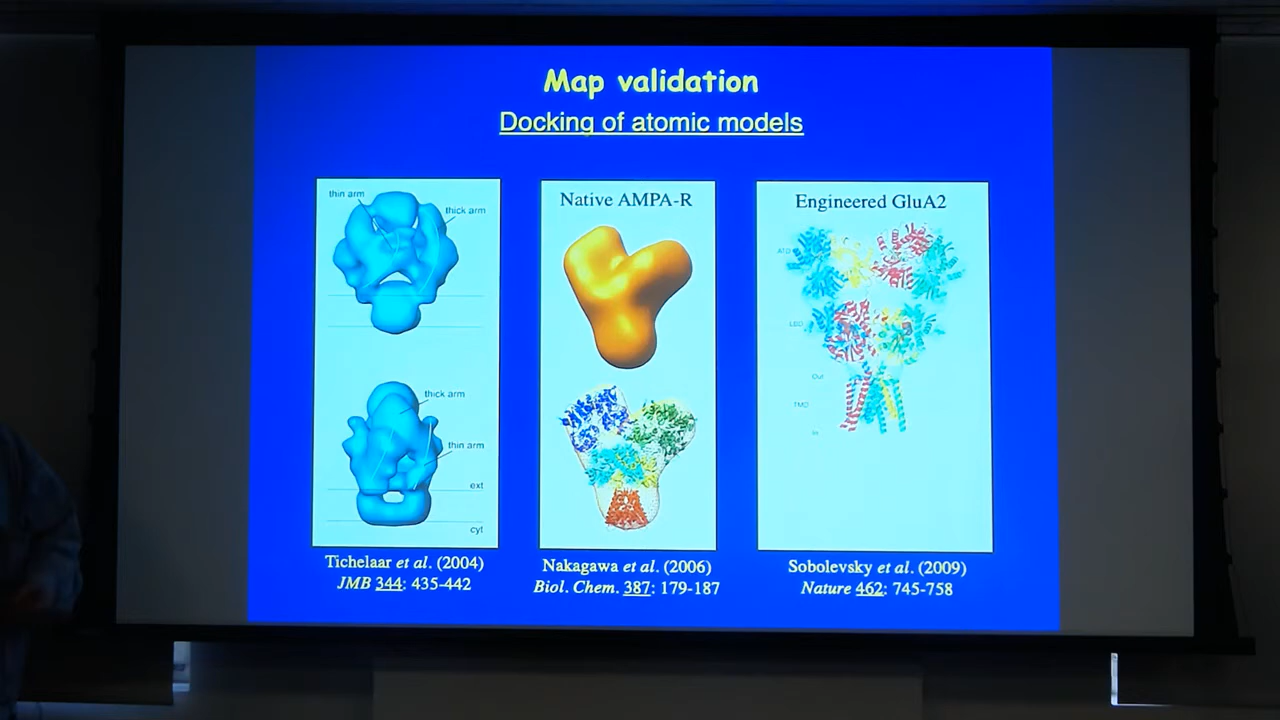 Map validation
Docking of atomic models
thin arm
thick arm
thick arm
thin arm
ext
cyt
Tichelaar et al. (2004)
JMB 344: 435-442
Native AMPA-R
Nakagawa et al. (2006)
Biol. Chem. 387: 179-187
Engineered GluA2
ATD
LBD
Out
TMD
In
Sobolevsky et al. (2009)
Nature 462: 745-758